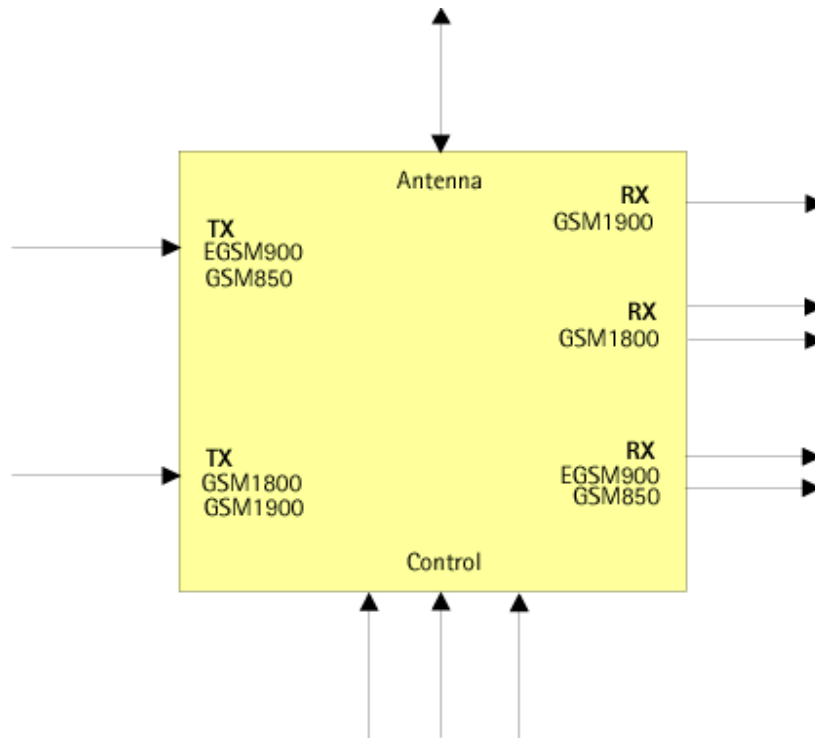 Antenna
TX
EGSM900
GSM850
TX
GSM1800
GSM1900
RX
GSM1900
RX
GSM1800
RX
EGSM900
GSM850
Control